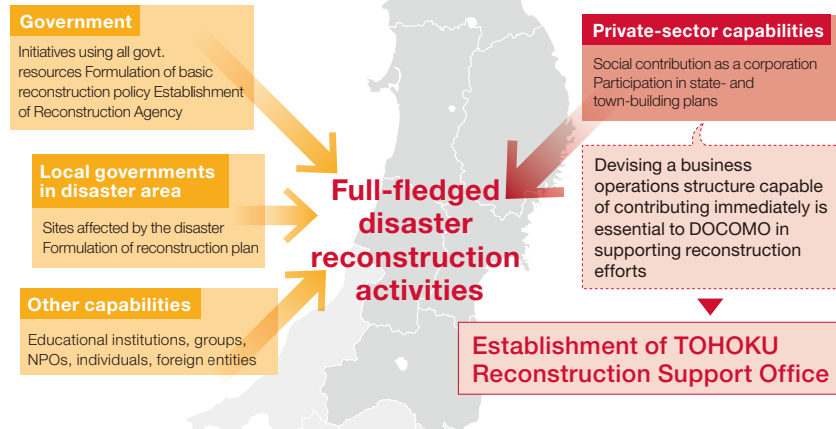 Government
Initiatives using all govt.
resources Formulation of basic
reconstruction policy Establishment
of Reconstruction Agency
Local governments
in disaster area
Sites affected by the disaster
Formulation of reconstruction plan
Other capabilities
Educational institutions, groups,
NPOs, individuals, foreign entities
Full-fledged
disaster
reconstruction
activities
Private-sector capabilities
Social contribution as a corporation
Participation in state- and
town-building plans
Devising a business
operations structure capable
of contributing immediately is
essential to DOCOMO in
supporting reconstruction
efforts
Establishment of TOHOKU
Reconstruction Support Office